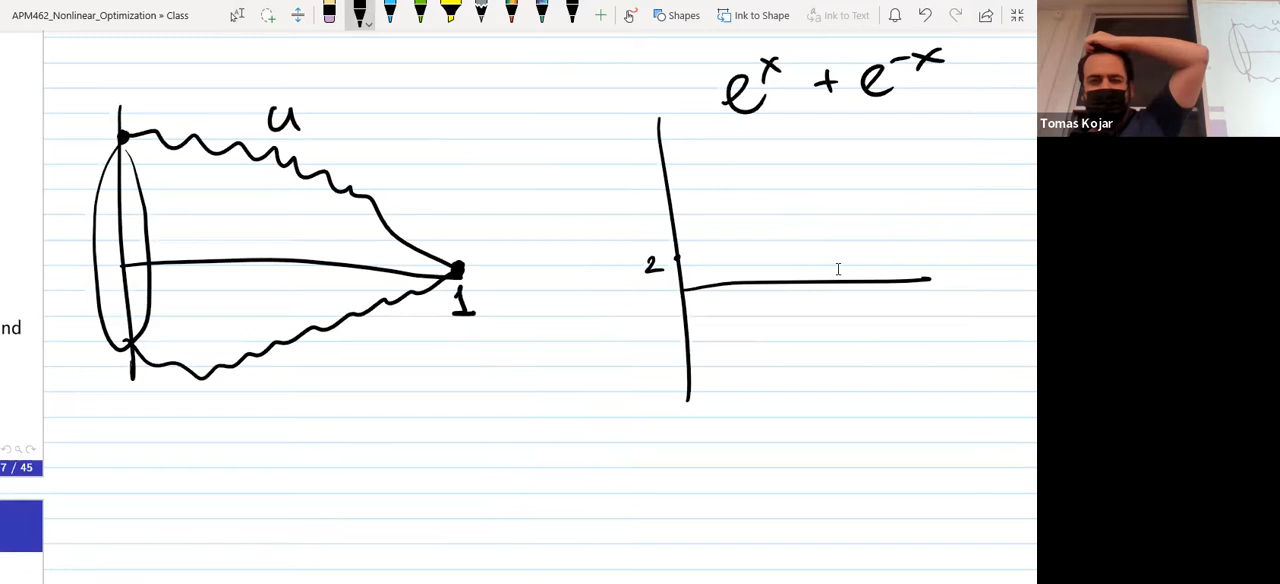 APM462_Nonlinear_Optimization » Class
Shapes
Ink to Shape
Ink to Text
Tomas Kojar
e^x + e^-x
u
2
1
nd
7 / 45